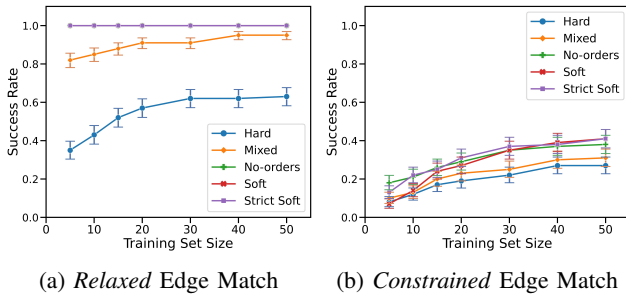 1.0
0.8
0.6
0.4
0.2
0.0
Success Rate
10 20 30 40 50
Training Set Size
Hard
Mixed
No-orders
Soft
Strict Soft
(a) Relaxed Edge Match
1.0
0.8
0.6
0.4
0.2
0.0
Success Rate
10 20 30 40 50
Training Set Size
Hard
Mixed
No-orders
Soft
Strict Soft
(b) Constrained Edge Match